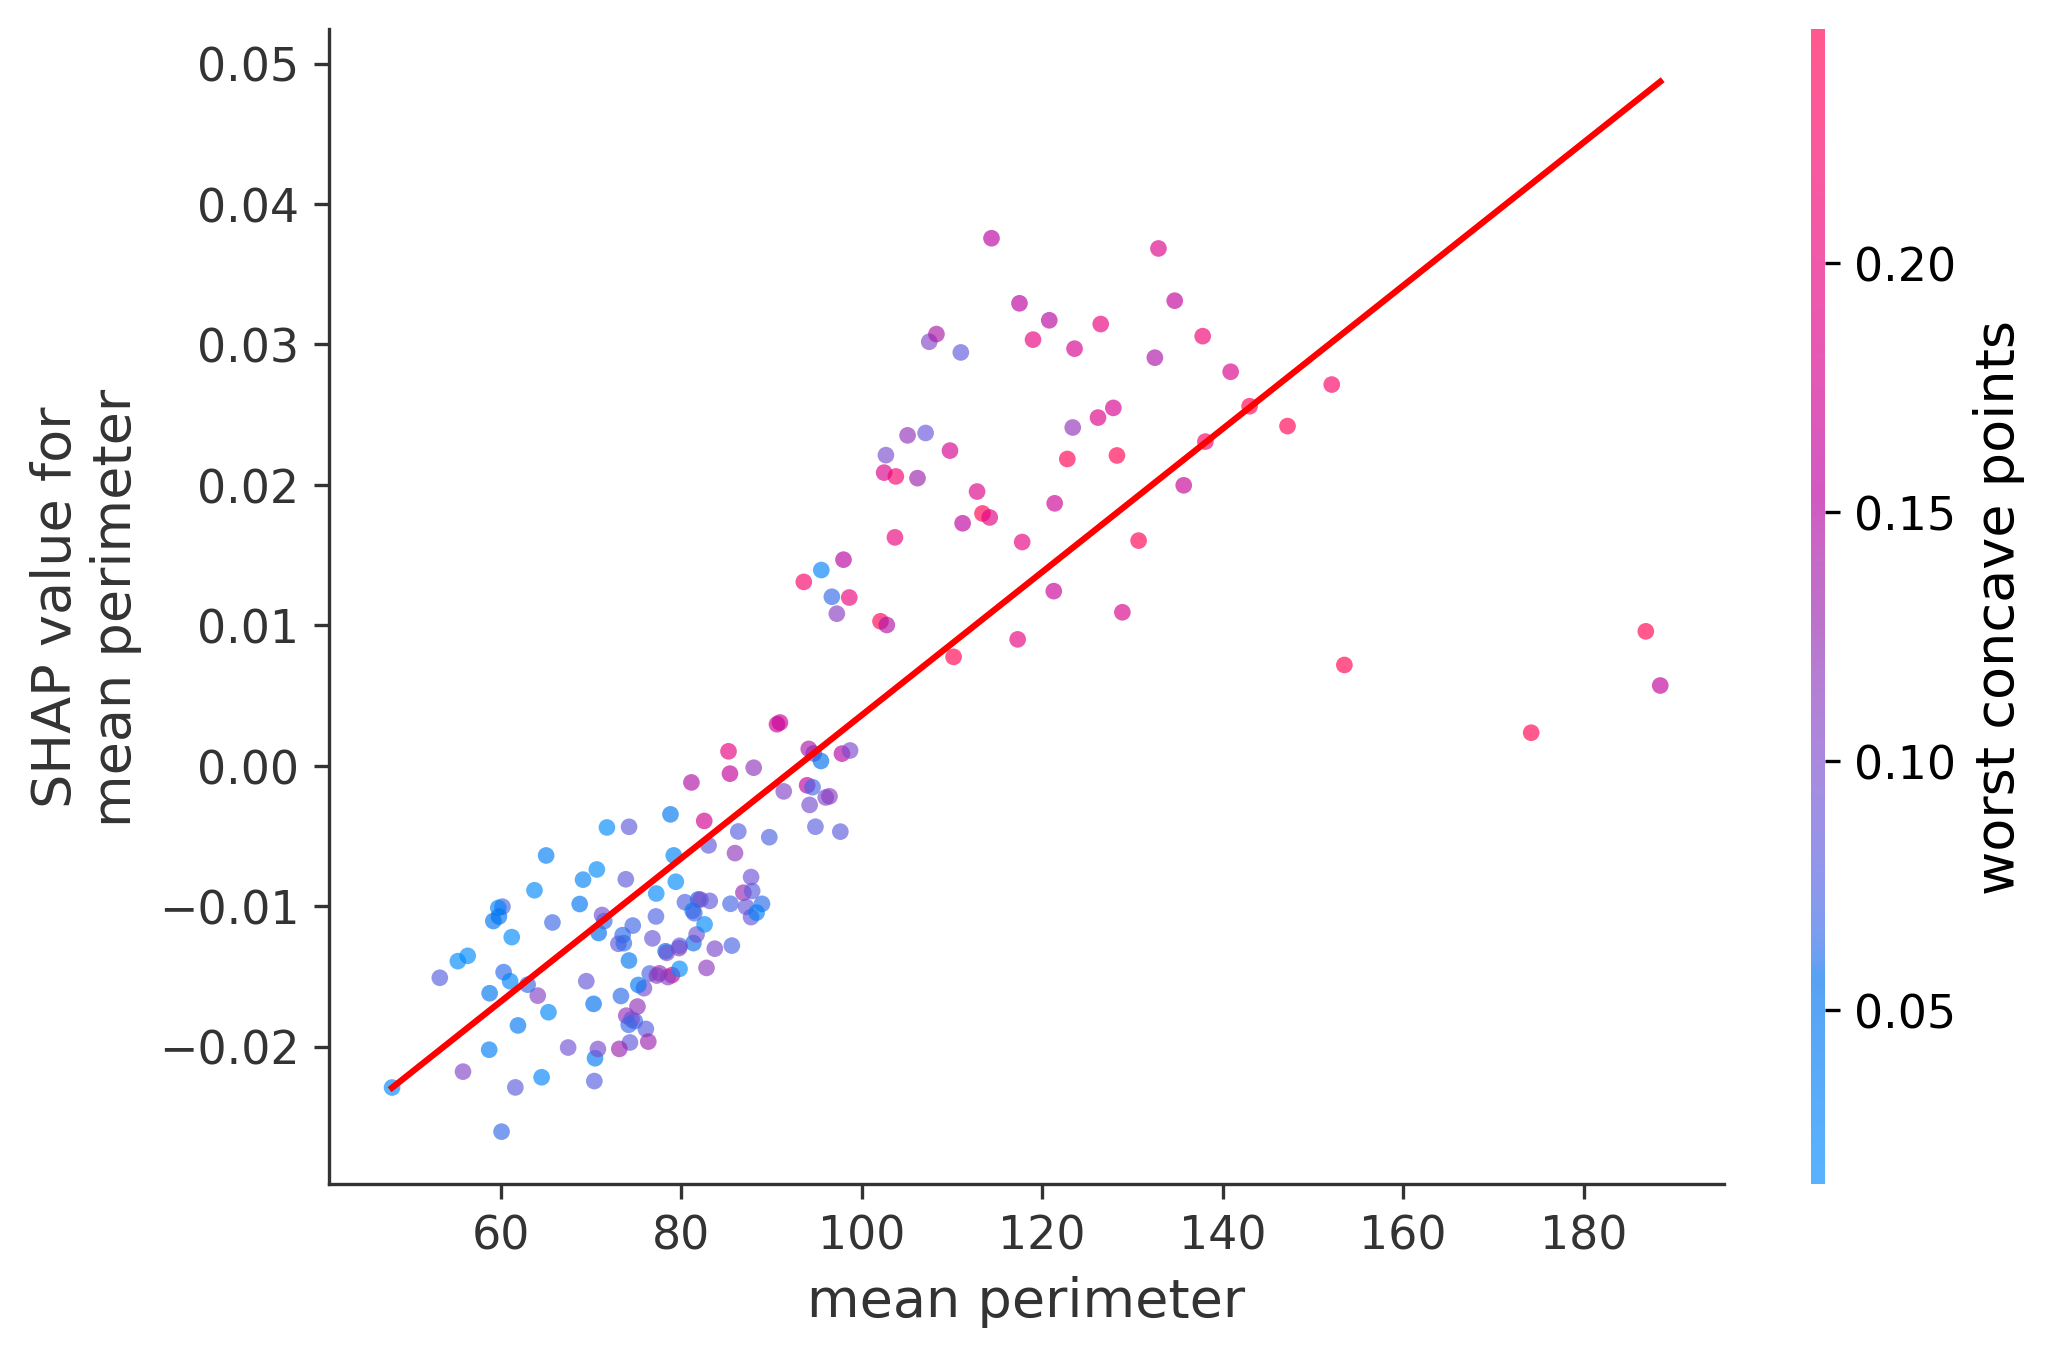 SHAP value for
mean perimeter
0.05
0.04
0.03
0.02
0.01
0.00
−0.01
−0.02
60 80 100 120 140 160 180
mean perimeter
0.20
0.15
0.10
0.05
worst concave points